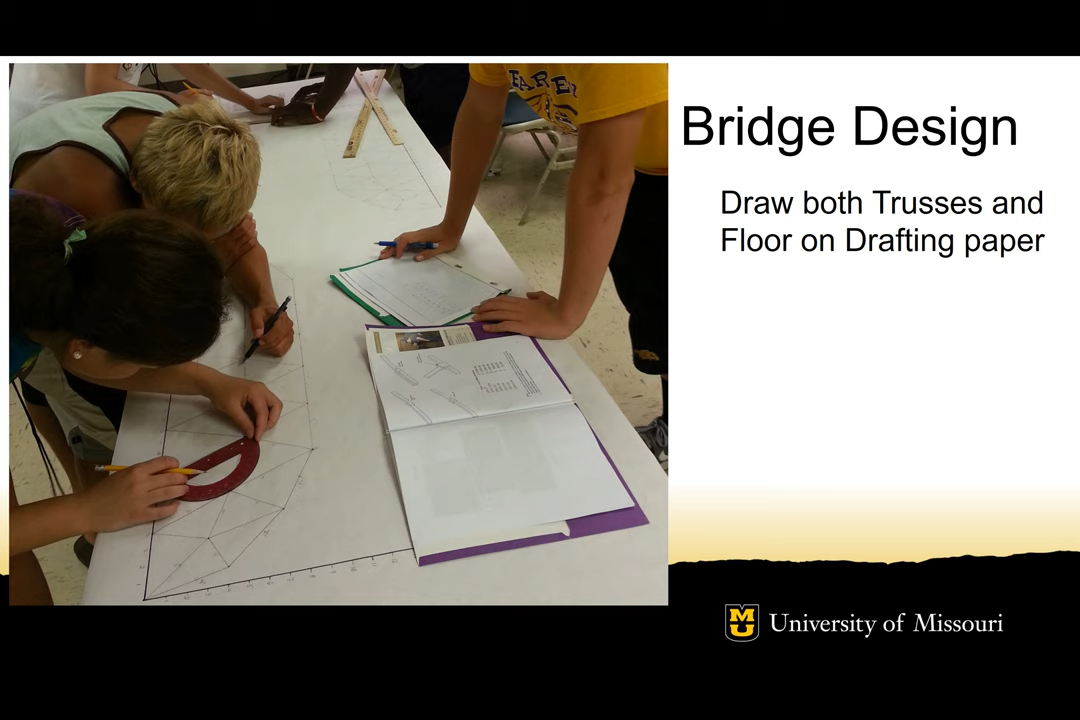 Bridge Design
Draw both Trusses and
Floor on Drafting paper
University of Missouri